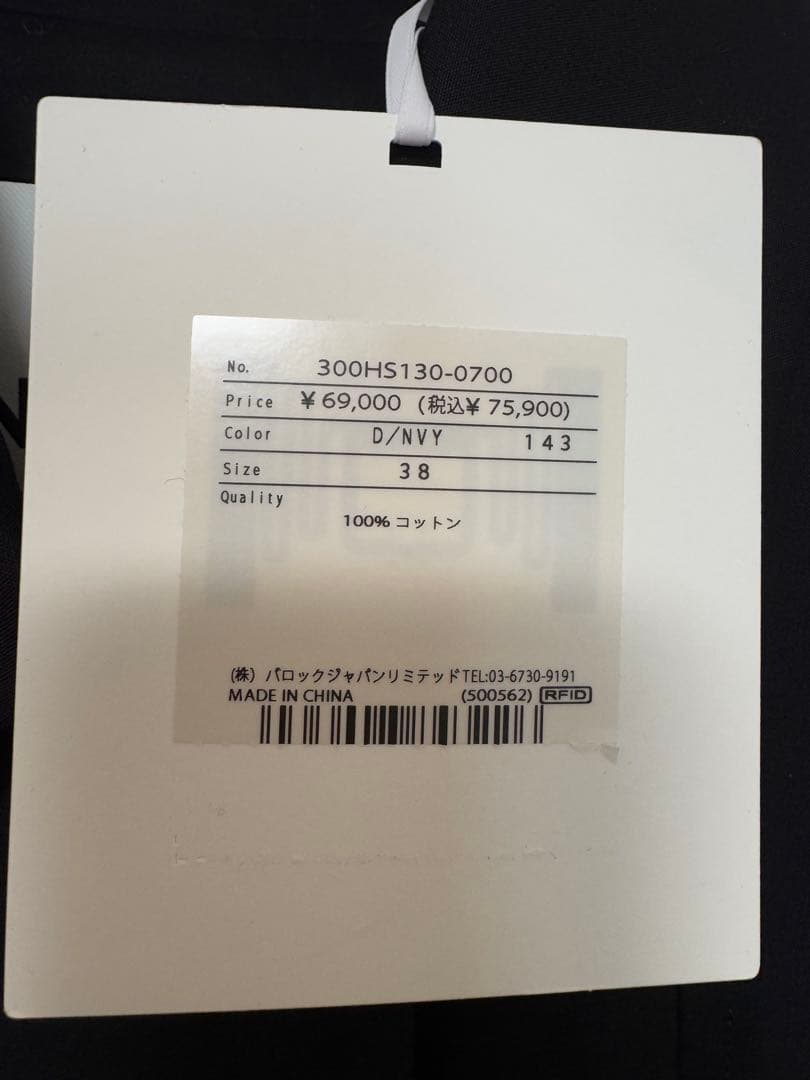 No. 300HS130-0700
Price ¥69,000 (税込¥ 75,900)
Color D/NVY 143
Size 38
Quality
100% コットン
(株) バロックジャパンリミテッドTEL:03-6730-9191
MADE IN CHINA (500562) RFID